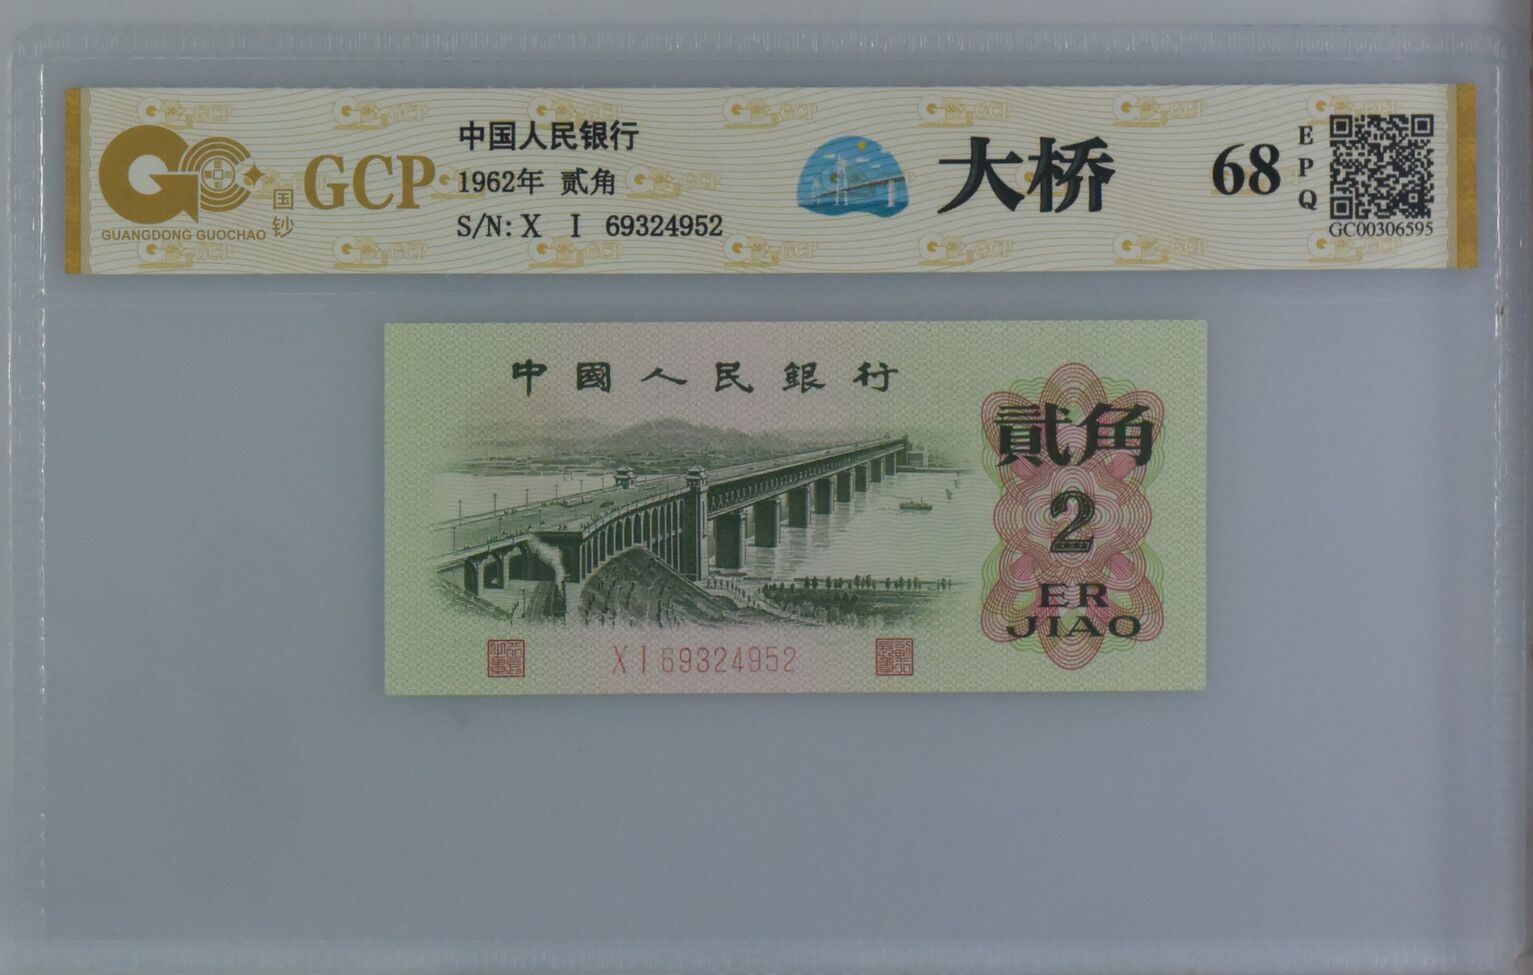 GCP
国钞
GUANGDONG GUOCHAO
中国人民银行
1962年 贰角
S/N: X I 69324952
大桥
68
EPQ
GC00306595
中國人民銀行
貳角
2
ER
JIAO
X I 69324952